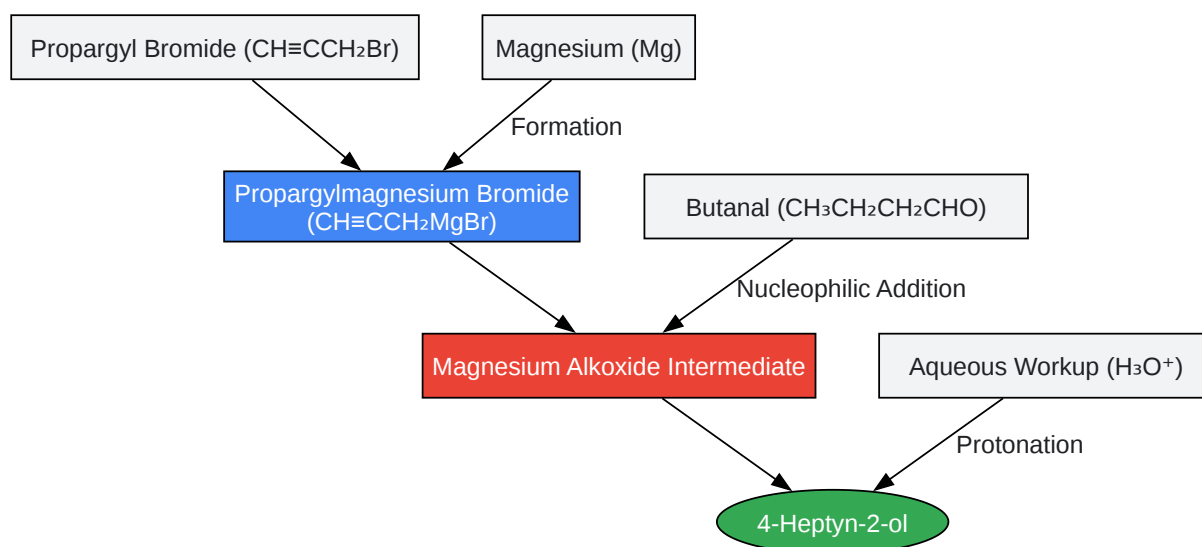 Propargyl Bromide (CH≡CCH₂Br)
Magnesium (Mg)
Formation
Propargylmagnesium Bromide
(CH≡CCH₂MgBr)
Butanal (CH₃CH₂CH₂CHO)
Nucleophilic Addition
Magnesium Alkoxide Intermediate
Aqueous Workup (H₃O⁺)
Protonation
4-Heptyn-2-ol